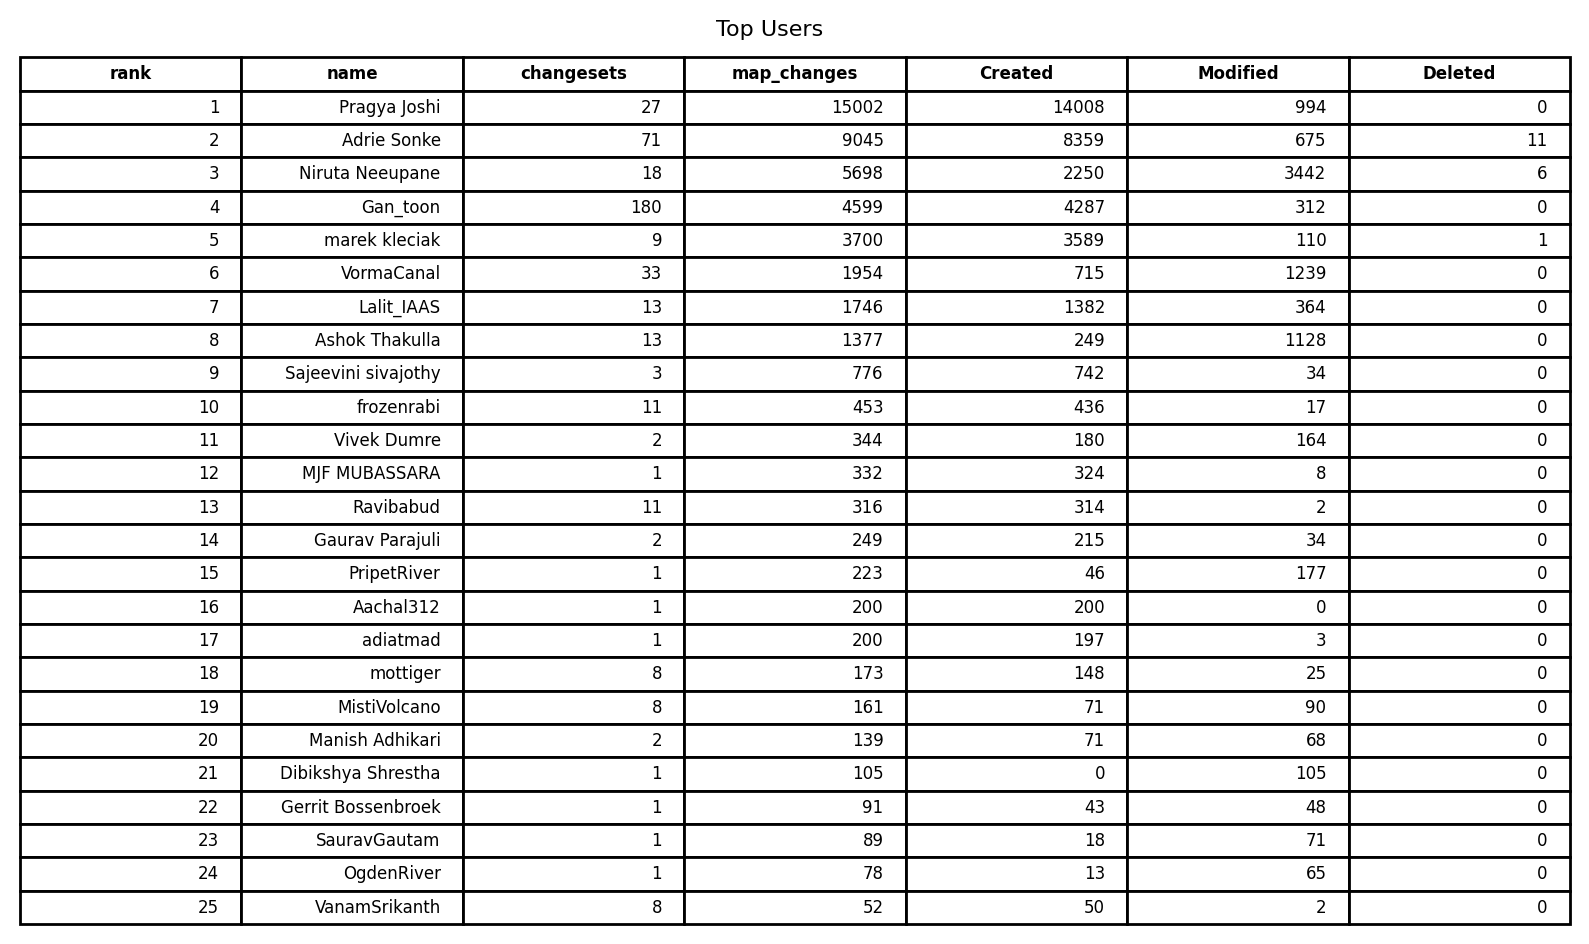 Top Users
rank name changesets map_changes Created Modified Deleted
1 Pragya Joshi 27 15002 14008 994 0
2 Adrie Sonke 71 9045 8359 675 11
3 Niruta Neeupane 18 5698 2250 3442 6
4 Gan_toon 180 4599 4287 312 0
5 marek kleciak 9 3700 3589 110 1
6 VormaCanal 33 1954 715 1239 0
7 Lalit_IAAS 13 1746 1382 364 0
8 Ashok Thakulla 13 1377 249 1128 0
9 Sajeevini sivajothy 3 776 742 34 0
10 frozenrabi 11 453 436 17 0
11 Vivek Dumre 2 344 180 164 0
12 MJF MUBASSARA 1 332 324 8 0
13 Ravibabud 11 316 314 2 0
14 Gaurav Parajuli 2 249 215 34 0
15 PripetRiver 1 223 46 177 0
16 Aachal312 1 200 200 0 0
17 adiatmad 1 200 197 3 0
18 mottiger 8 173 148 25 0
19 MistiVolcano 8 161 71 90 0
20 Manish Adhikari 2 139 71 68 0
21 Dibikshya Shrestha 1 105 0 105 0
22 Gerrit Bossenbroek 1 91 43 48 0
23 SauravGautam 1 89 18 71 0
24 OgdenRiver 1 78 13 65 0
25 VanamSrikanth 8 52 50 2 0